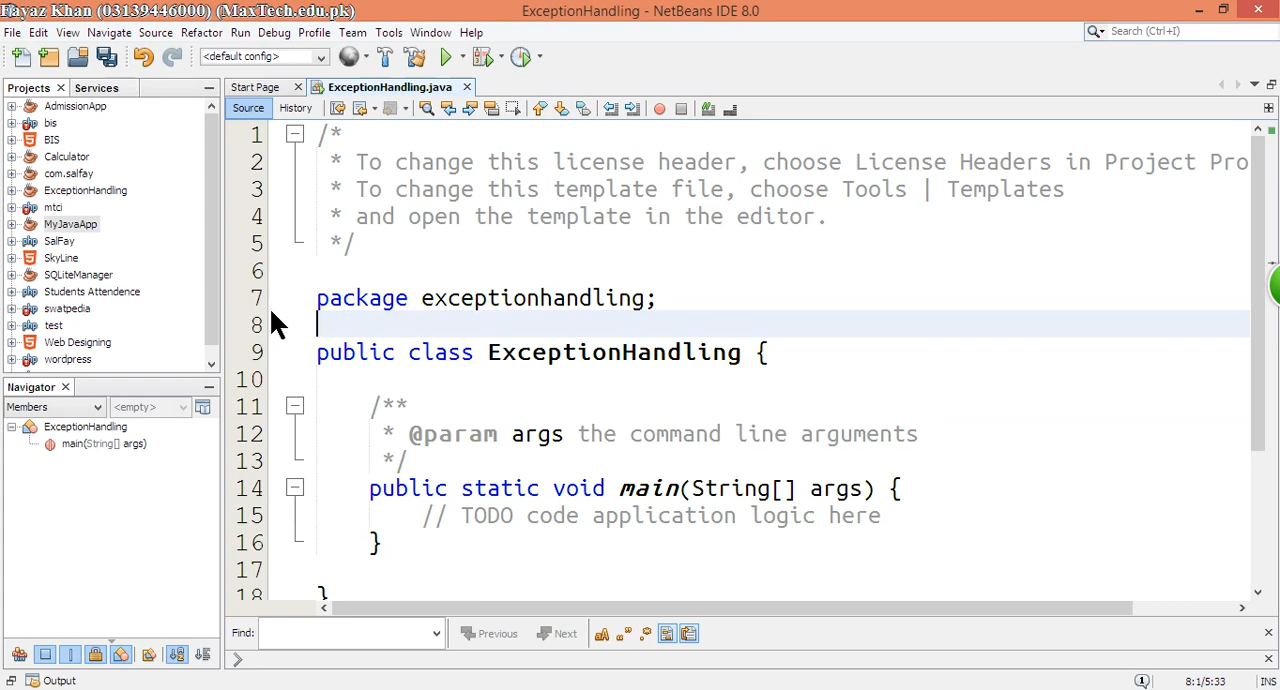 Fayaz Khan (03139446000) (MaxTech.edu.pk)
ExceptionHandling - NetBeans IDE 8.0
File Edit View Navigate Source Refactor Run Debug Profile Team Tools Window Help
Search (Ctrl+I)
<default config>
Projects Services
Start Page ExceptionHandling.java
Source History
AdmissionApp
bis
BIS
Calculator
com.salfay
ExceptionHandling
mtci
MyJavaApp
SalFay
SkyLine
SQLiteManager
Students Attendence
swatpedia
test
Web Designing
wordpress
Navigator
Members <empty>
ExceptionHandling
main(String[] args)
1 /*
2 * To change this license header, choose License Headers in Project Pro
3 * To change this template file, choose Tools | Templates
4 * and open the template in the editor.
5 */
6
7 package exceptionhandling;
8
9 public class ExceptionHandling {
10
11 /**
12 * @param args the command line arguments
13 */
14 public static void main(String[] args) {
15 // TODO code application logic here
16 }
17
18 }
Find: Previous Next
Output
1 8:1/5:33 INS